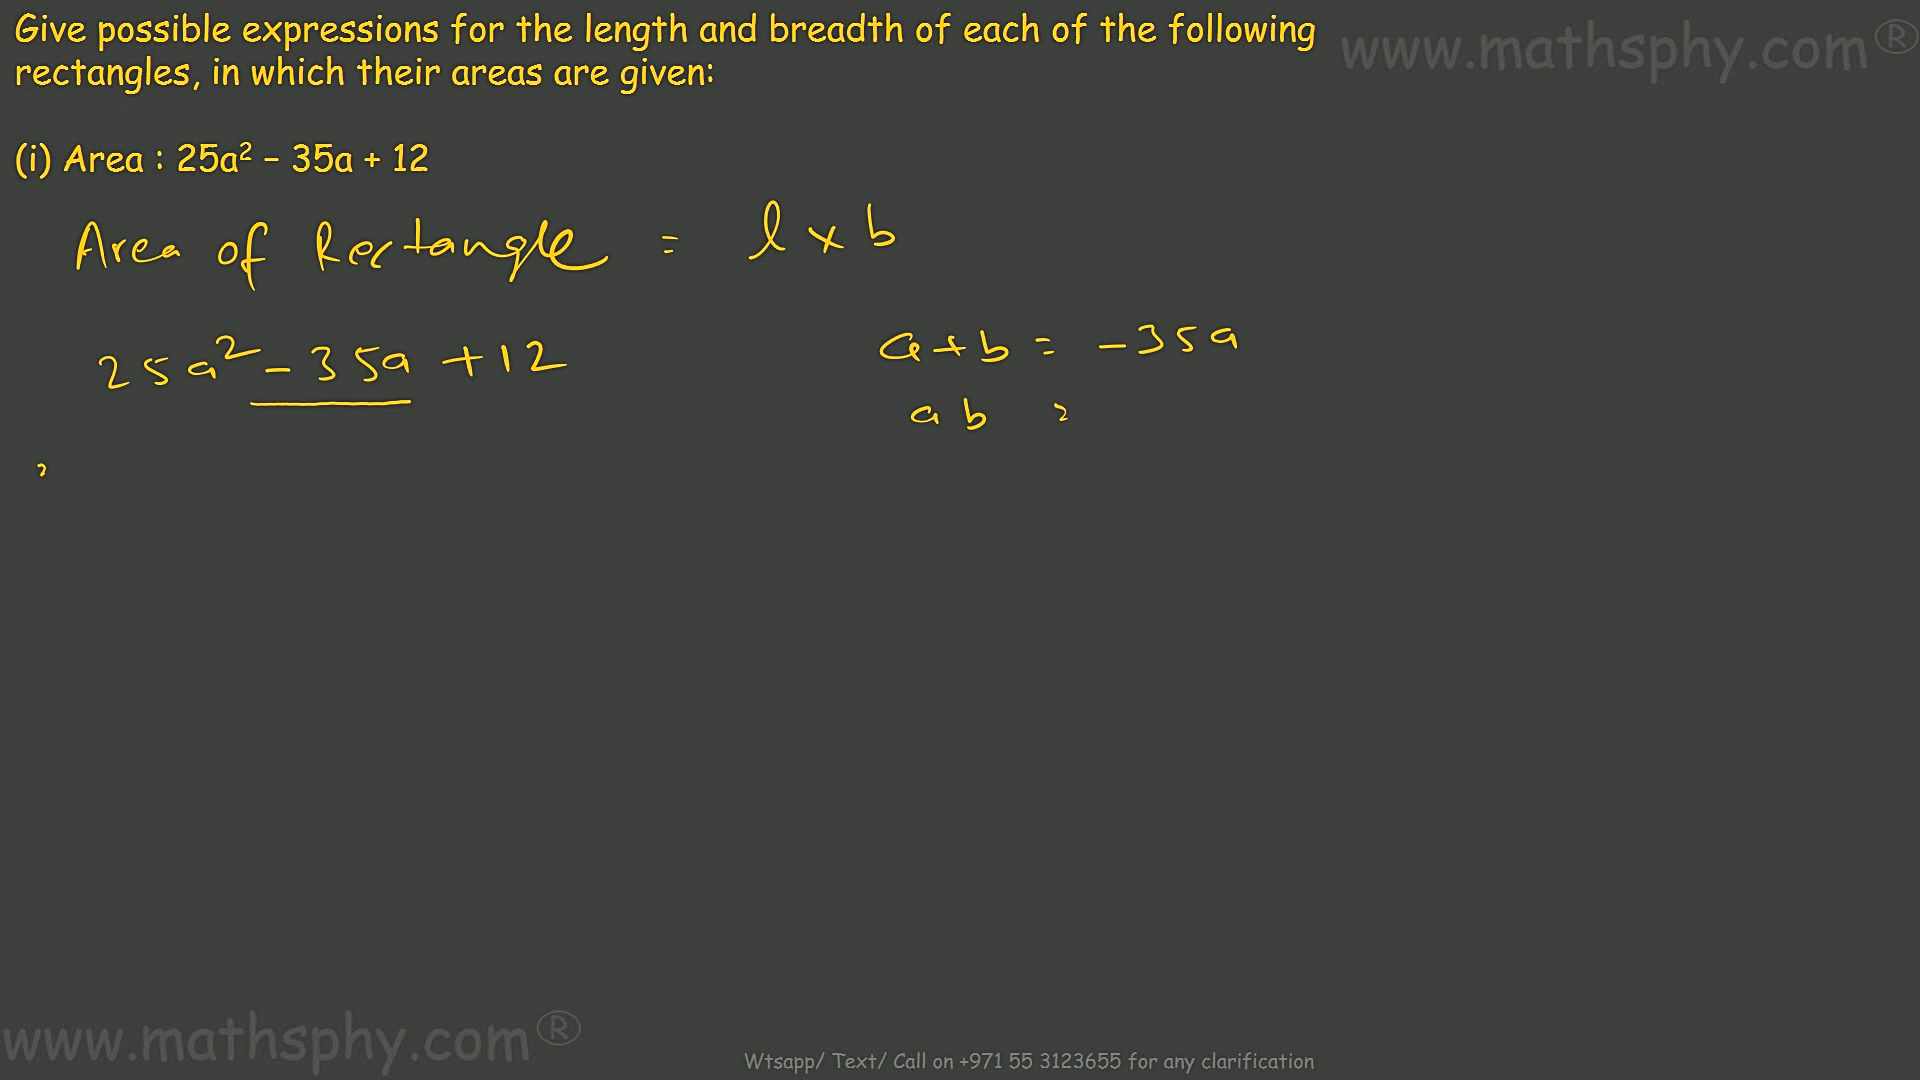 Give possible expressions for the length and breadth of each of the following
rectangles, in which their areas are given:
www.mathsphy.com®
(i) Area : 25a² – 35a + 12
Area of Rectangle = l × b
25a² - 35a + 12
a + b = - 35a
ab =
www.mathsphy.com®
Wtsapp/ Text/ Call on +971 55 3123655 for any clarification